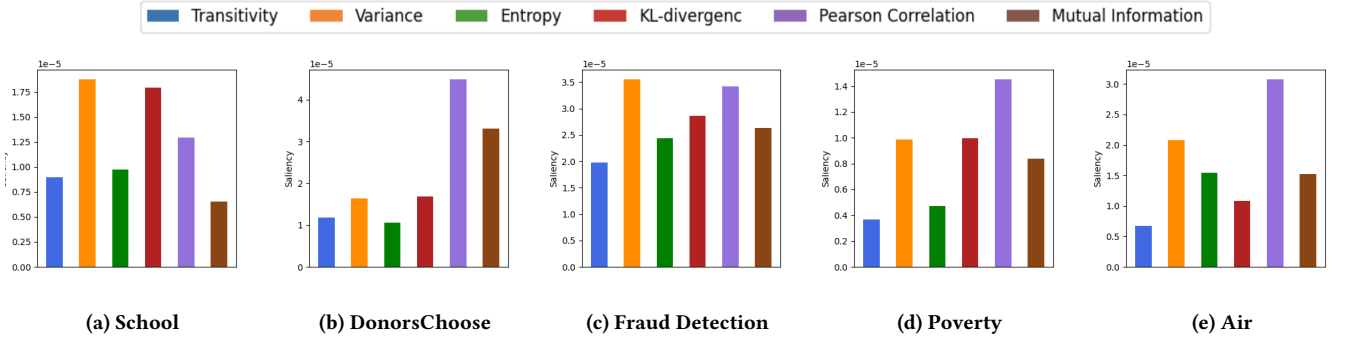 Transitivity Variance Entropy KL-divergenc Pearson Correlation Mutual Information
1e−5
1.75
1.50
1.25
1.00
0.75
0.50
0.25
0.00
Saliency
(a) School
1e−5
4
3
2
1
0
Saliency
(b) DonorsChoose
1e−5
3.5
3.0
2.5
2.0
1.5
1.0
0.5
0.0
Saliency
(c) Fraud Detection
1e−5
1.4
1.2
1.0
0.8
0.6
0.4
0.2
0.0
Saliency
(d) Poverty
1e−5
3.0
2.5
2.0
1.5
1.0
0.5
0.0
Saliency
(e) Air